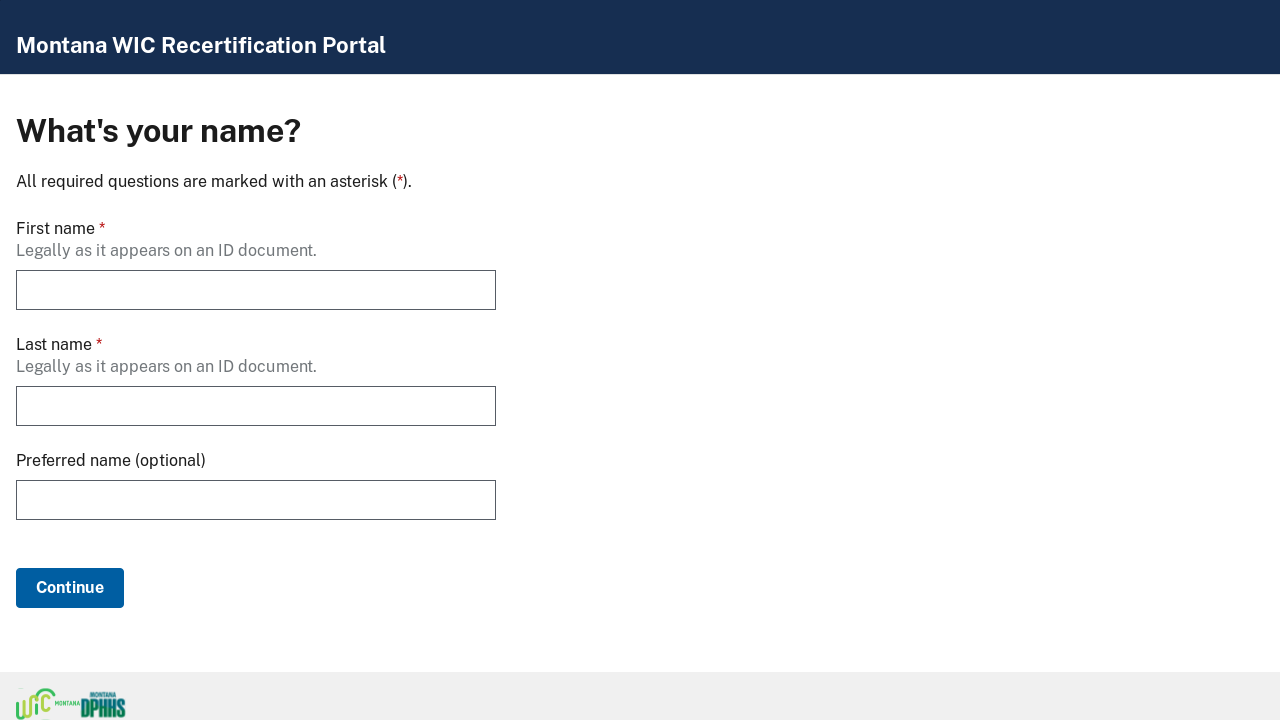 Montana WIC Recertification Portal
What's your name?
All required questions are marked with an asterisk (*).
First name *
Legally as it appears on an ID document.
Last name *
Legally as it appears on an ID document.
Preferred name (optional)
Continue
WIC MONTANA
MONTANA
DPHHS